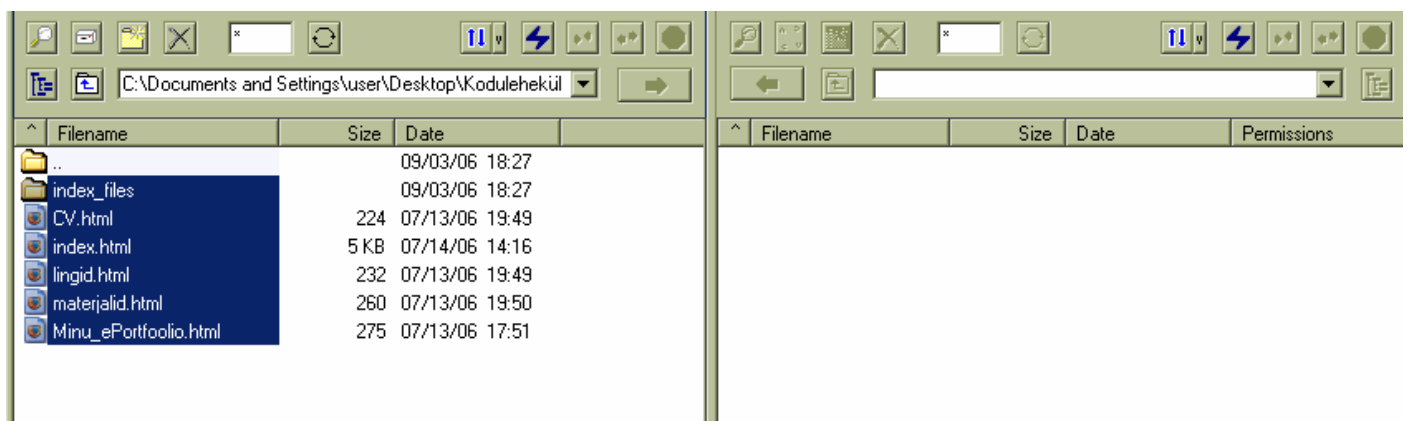 *
*
C:\Documents and Settings\user\Desktop\Kodulehekül
^ Filename Size Date
^ Filename Size Date Permissions
.. 09/03/06 18:27
index_files 09/03/06 18:27
CV.html 224 07/13/06 19:49
index.html 5 KB 07/14/06 14:16
lingid.html 232 07/13/06 19:49
materjalid.html 260 07/13/06 19:50
Minu_ePortfoolio.html 275 07/13/06 17:51